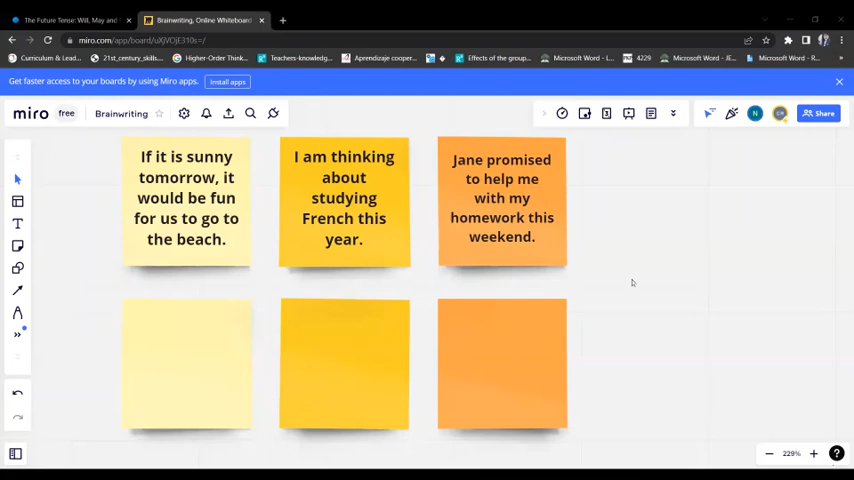 The Future Tense: Will, May and
Brainwriting, Online Whiteboard
miro.com/app/board/uXjVOjE310s=/
Curriculum & Lead...
21st_century_skills...
Higher-Order Think...
Teachers-knowledg...
Aprendizaje cooper...
Effects of the group...
Microsoft Word - L...
4229
Microsoft Word - JE...
Microsoft Word - R...
Get faster access to your boards by using Miro apps.
Install apps
miro
free
Brainwriting
Share
If it is sunny
tomorrow, it
would be fun
for us to go to
the beach.
I am thinking
about
studying
French this
year.
Jane promised
to help me
with my
homework this
weekend.
229%